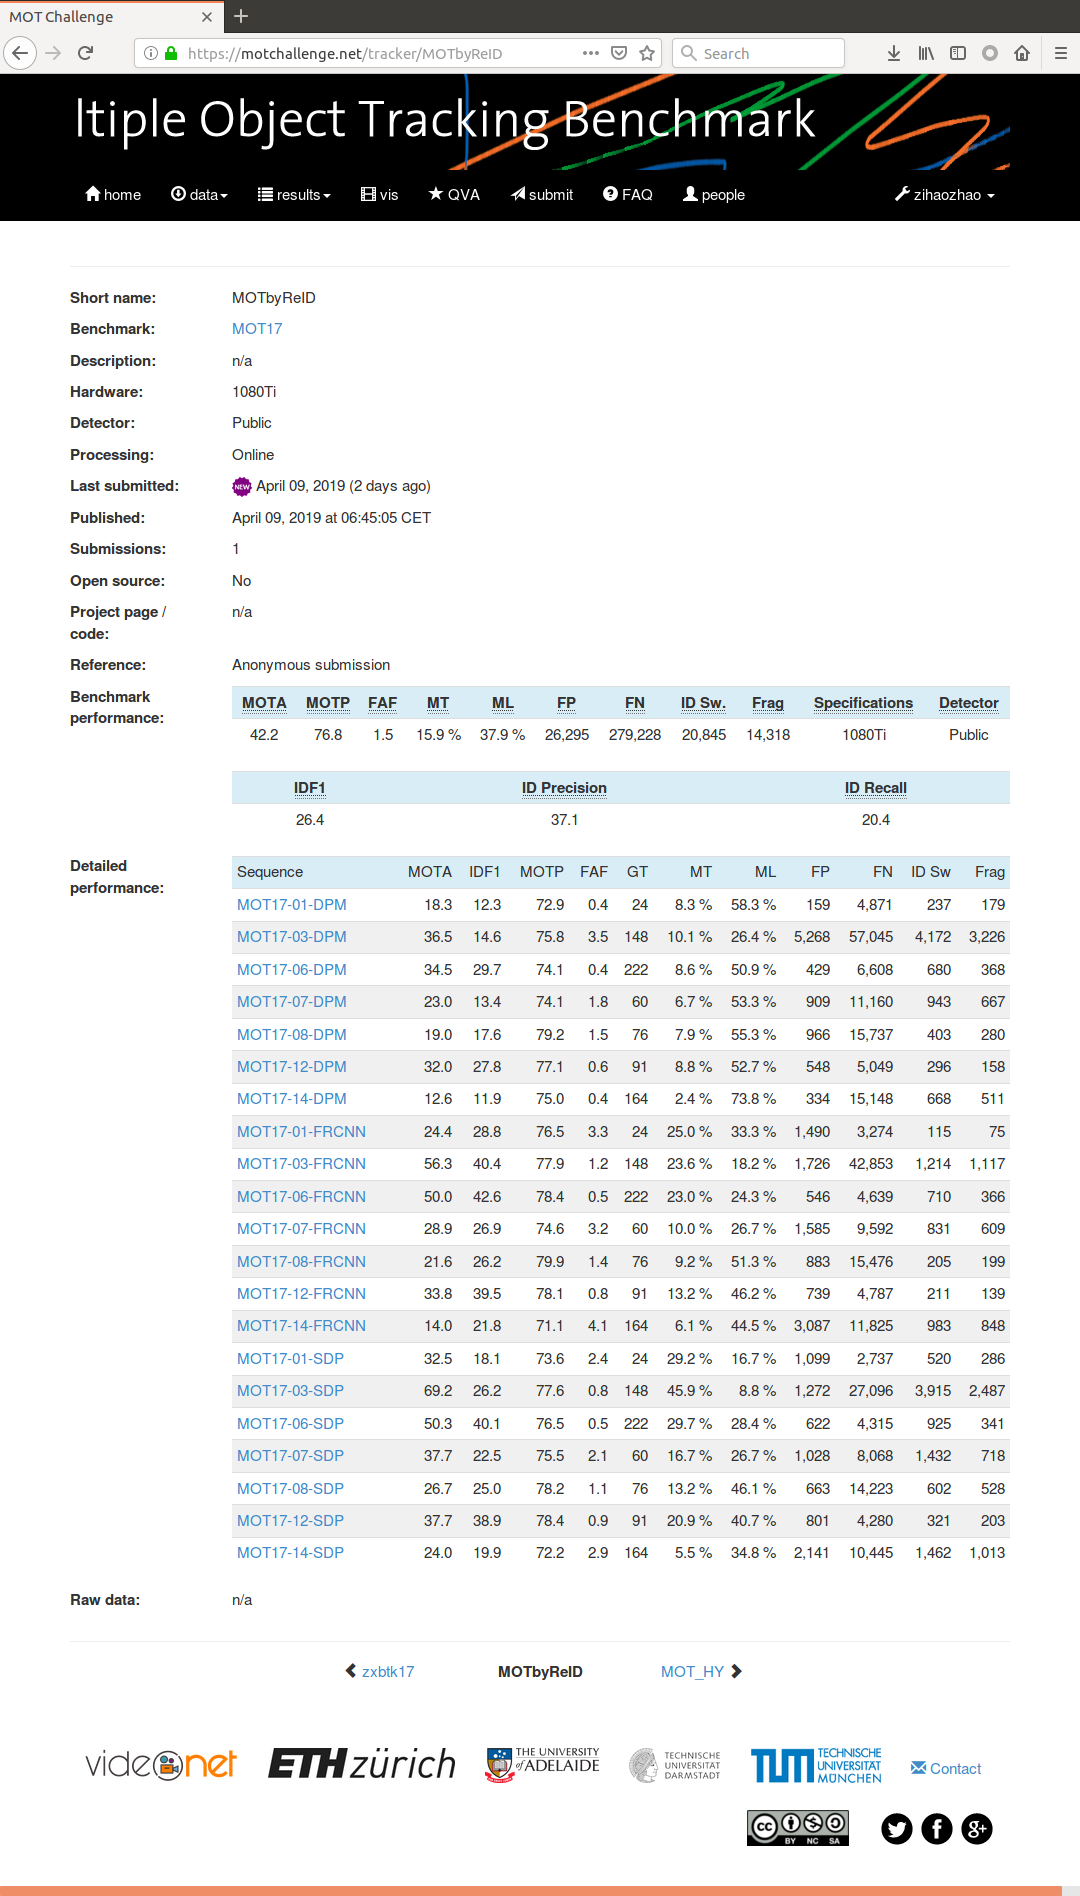 MOT Challenge
https://motchallenge.net/tracker/MOTbyReID
Search
ltiple Object Tracking Benchmark
home data results vis QVA submit FAQ people zihaozhao
Short name: MOTbyReID
Benchmark: MOT17
Description: n/a
Hardware: 1080Ti
Detector: Public
Processing: Online
Last submitted: NEW April 09, 2019 (2 days ago)
Published: April 09, 2019 at 06:45:05 CET
Submissions: 1
Open source: No
Project page / code: n/a
Reference: Anonymous submission
Benchmark performance:
MOTA MOTP FAF MT ML FP FN ID Sw. Frag Specifications Detector
42.2 76.8 1.5 15.9 % 37.9 % 26,295 279,228 20,845 14,318 1080Ti Public
IDF1 ID Precision ID Recall
26.4 37.1 20.4
Detailed performance:
Sequence MOTA IDF1 MOTP FAF GT MT ML FP FN ID Sw Frag
MOT17-01-DPM 18.3 12.3 72.9 0.4 24 8.3 % 58.3 % 159 4,871 237 179
MOT17-03-DPM 36.5 14.6 75.8 3.5 148 10.1 % 26.4 % 5,268 57,045 4,172 3,226
MOT17-06-DPM 34.5 29.7 74.1 0.4 222 8.6 % 50.9 % 429 6,608 680 368
MOT17-07-DPM 23.0 13.4 74.1 1.8 60 6.7 % 53.3 % 909 11,160 943 667
MOT17-08-DPM 19.0 17.6 79.2 1.5 76 7.9 % 55.3 % 966 15,737 403 280
MOT17-12-DPM 32.0 27.8 77.1 0.6 91 8.8 % 52.7 % 548 5,049 296 158
MOT17-14-DPM 12.6 11.9 75.0 0.4 164 2.4 % 73.8 % 334 15,148 668 511
MOT17-01-FRCNN 24.4 28.8 76.5 3.3 24 25.0 % 33.3 % 1,490 3,274 115 75
MOT17-03-FRCNN 56.3 40.4 77.9 1.2 148 23.6 % 18.2 % 1,726 42,853 1,214 1,117
MOT17-06-FRCNN 50.0 42.6 78.4 0.5 222 23.0 % 24.3 % 546 4,639 710 366
MOT17-07-FRCNN 28.9 26.9 74.6 3.2 60 10.0 % 26.7 % 1,585 9,592 831 609
MOT17-08-FRCNN 21.6 26.2 79.9 1.4 76 9.2 % 51.3 % 883 15,476 205 199
MOT17-12-FRCNN 33.8 39.5 78.1 0.8 91 13.2 % 46.2 % 739 4,787 211 139
MOT17-14-FRCNN 14.0 21.8 71.1 4.1 164 6.1 % 44.5 % 3,087 11,825 983 848
MOT17-01-SDP 32.5 18.1 73.6 2.4 24 29.2 % 16.7 % 1,099 2,737 520 286
MOT17-03-SDP 69.2 26.2 77.6 0.8 148 45.9 % 8.8 % 1,272 27,096 3,915 2,487
MOT17-06-SDP 50.3 40.1 76.5 0.5 222 29.7 % 28.4 % 622 4,315 925 341
MOT17-07-SDP 37.7 22.5 75.5 2.1 60 16.7 % 26.7 % 1,028 8,068 1,432 718
MOT17-08-SDP 26.7 25.0 78.2 1.1 76 13.2 % 46.1 % 663 14,223 602 528
MOT17-12-SDP 37.7 38.9 78.4 0.9 91 20.9 % 40.7 % 801 4,280 321 203
MOT17-14-SDP 24.0 19.9 72.2 2.9 164 5.5 % 34.8 % 2,141 10,445 1,462 1,013
Raw data: n/a
zxbtk17 MOTbyReID MOT_HY
videonet
ETH zürich
THE UNIVERSITY
of ADELAIDE
TECHNISCHE
UNIVERSITÄT
DARMSTADT
TUM
TECHNISCHE
UNIVERSITÄT
MÜNCHEN
Contact
cc
BY NC SA
g+